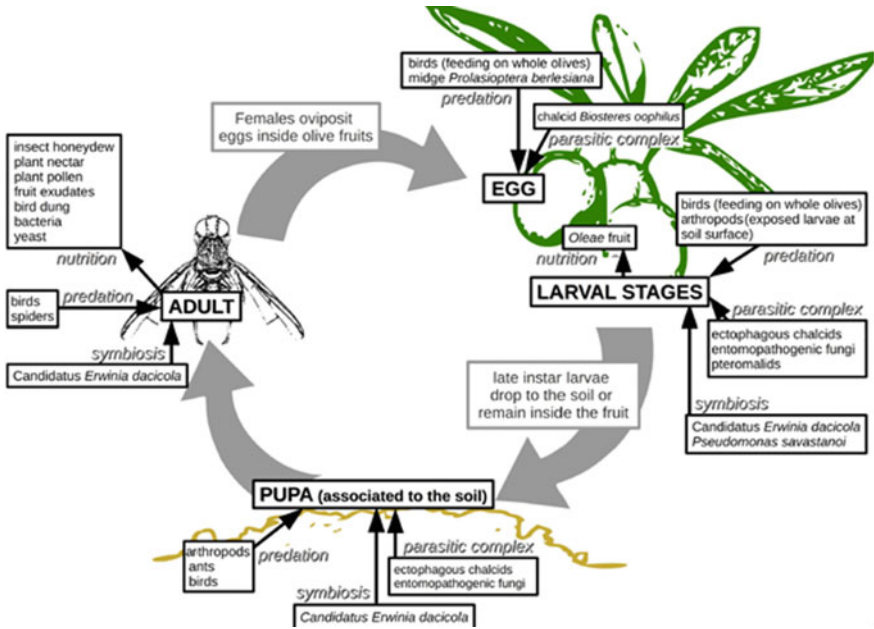 birds (feeding on whole olives)
midge Prolasioptera berlesiana
predation
Females oviposit
eggs inside olive fruits
chalcid Biosteres oophilus
parasitic complex
EGG
insect honeydew
plant nectar
plant pollen
fruit exudates
bird dung
bacteria
yeast
nutrition
birds (feeding on whole olives)
arthropods(exposed larvae at
soil surface)
predation
Oleae fruit
nutrition
LARVAL STAGES
birds
spiders
predation
ADULT
symbiosis
Candidatus Erwinia dacicola
parasitic complex
ectophagous chalcids
entomopathogenic fungi
pteromalids
late instar larvae
drop to the soil or
remain inside the fruit
symbiosis
Candidatus Erwinia dacicola
Pseudomonas savastanoi
PUPA (associated to the soil)
arthropods
ants
birds
predation
parasitic complex
ectophagous chalcids
entomopathogenic fungi
symbiosis
Candidatus Erwinia dacicola